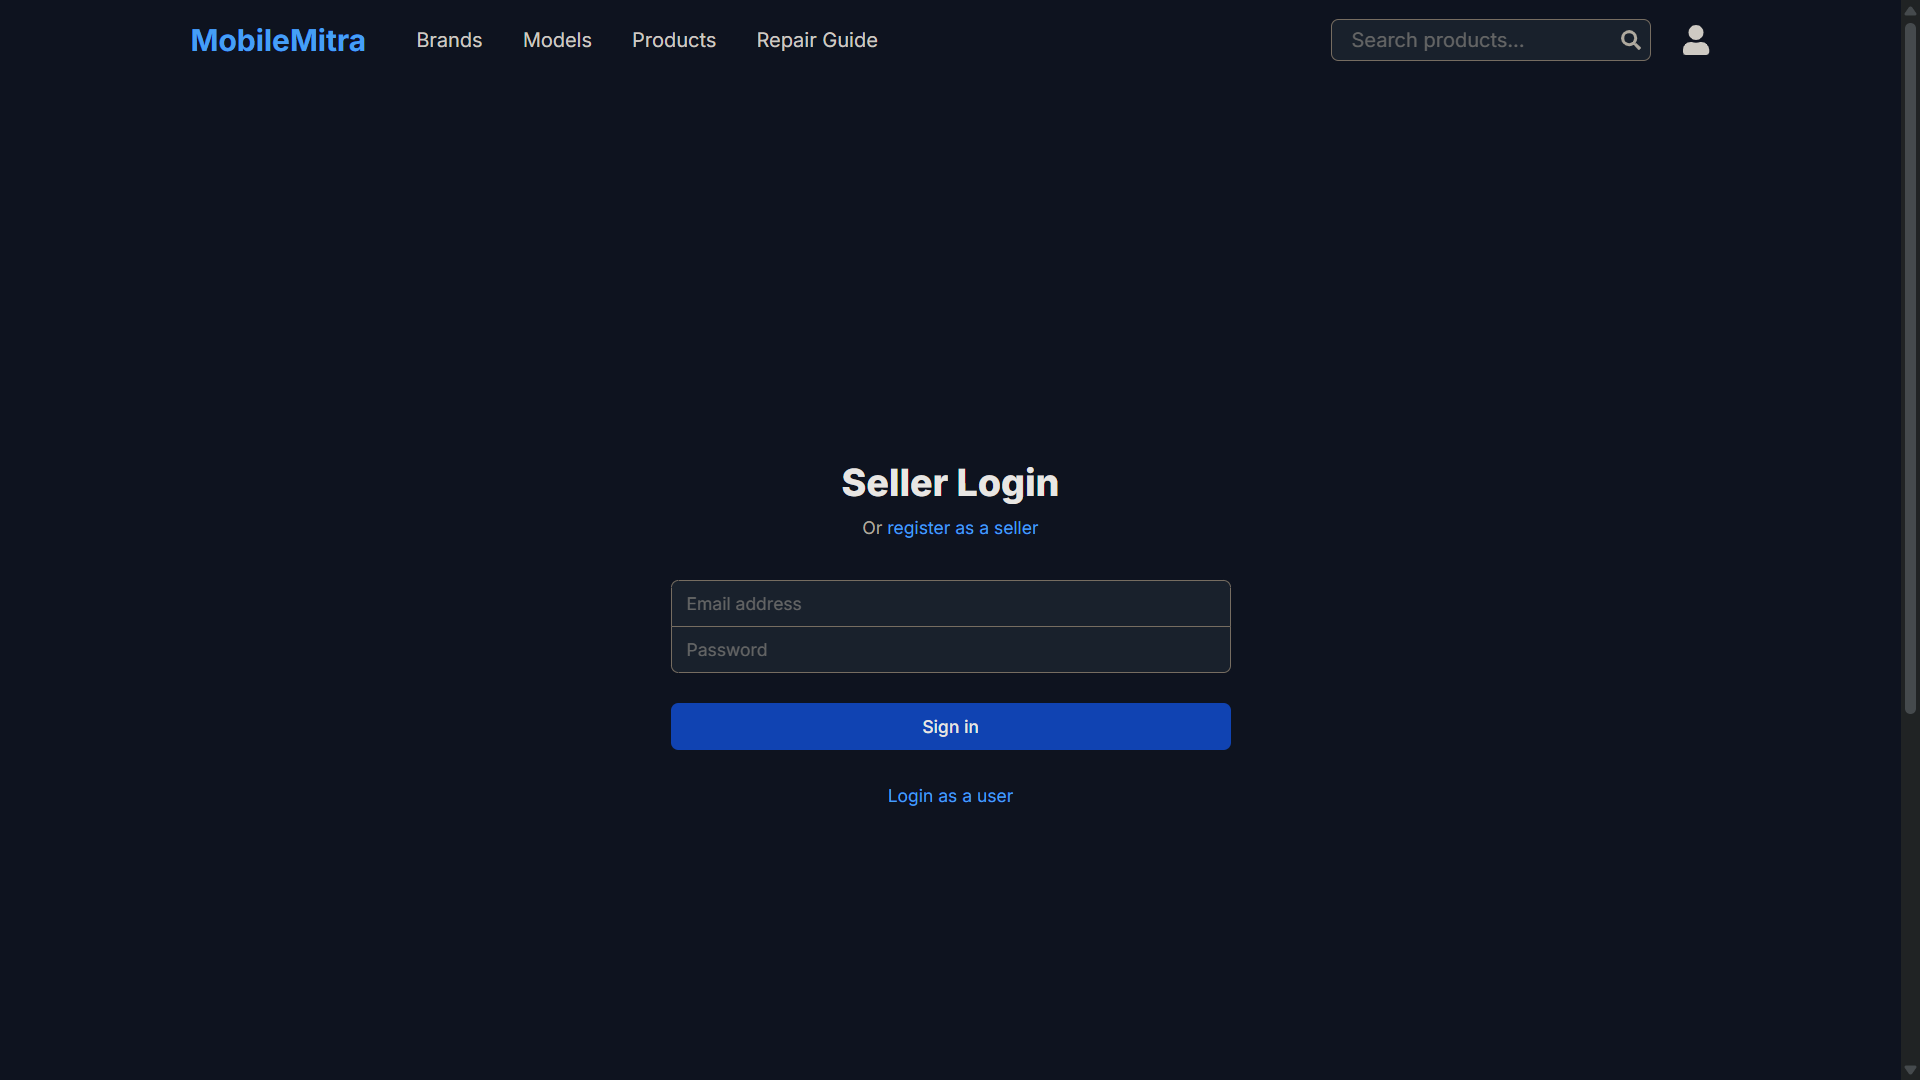 MobileMitra Brands Models Products Repair Guide Search products...
Seller Login
Or register as a seller
Email address
Password
Sign in
Login as a user